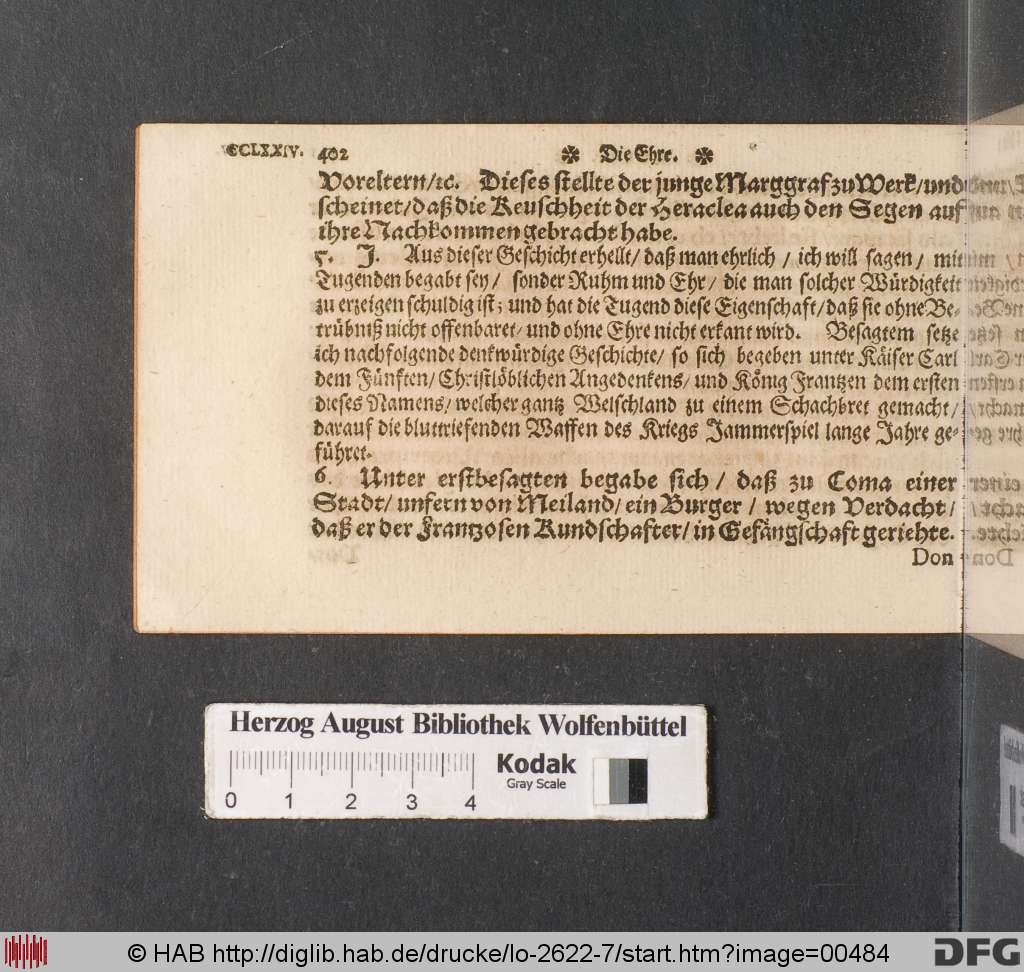 CCLXXIV. 402 ✼ Die Ehre. ✼
Voreltern/ ꝛc. Dieses stellte der junge Marggraf zu Werk/ und
scheinet/ daß die Keuschheit der Heraclea auch den Segen auf
ihre Nachkommen gebracht habe.
5. J. Aus dieser Geschicht erhellt/ daß man ehrlich / ich will sagen / mit
Tugenden begabt sey / sonder Ruhm und Ehr/ die man solcher Würdigkeit
zu erzeigen schuldig ist; und hat die Tugend diese Eigenschaft/ daß sie ohne Be-
trübniß nicht offenbaret/ und ohne Ehre nicht erkant wird. Besagtem setze
ich nachfolgende denkwürdige Geschichte/ so sich begeben unter Käiser Carl
dem Fünften/ Christlöblichen Angedenkens/ und König Frantzen dem ersten
dieses Namens/ welcher gantz Welschland zu einem Schachbret gemacht/
darauf die bluttriefenden Waffen des Kriegs Jammerspiel lange Jahre ge-
führet.
6. Unter erstbesagten begabe sich / daß zu Coma einer
Stadt/ unfern von Meiland/ ein Burger / wegen Verdacht/
daß er der Frantzosen Kundschafter/ in Gefängschaft geriehte.
Don
Herzog August Bibliothek Wolfenbüttel
Kodak
Gray Scale
0 1 2 3 4
© HAB http://diglib.hab.de/drucke/lo-2622-7/start.htm?image=00484
DFG